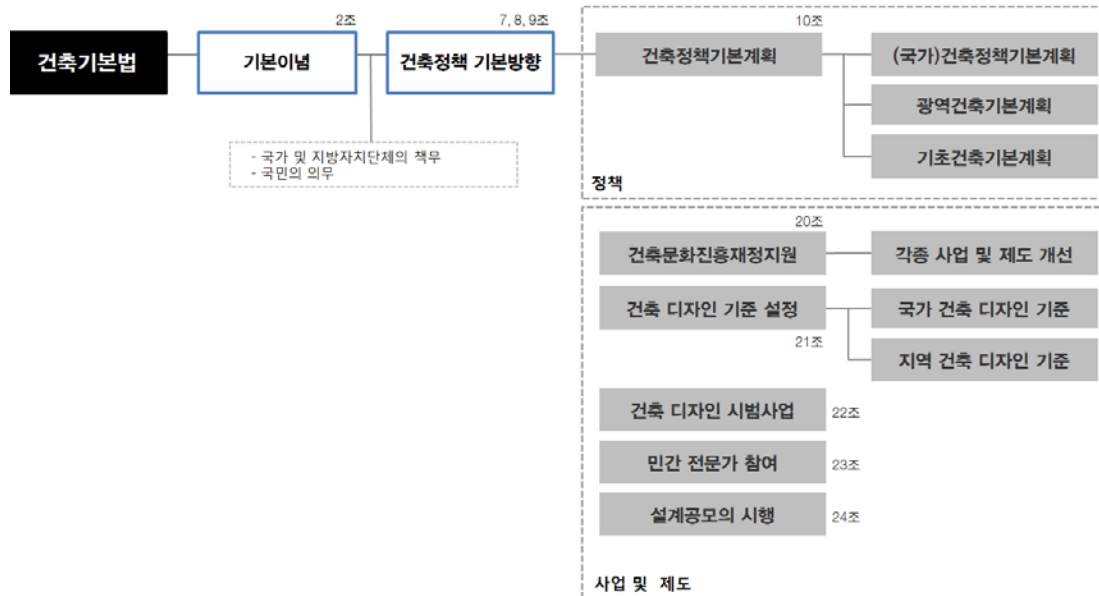 2조
7, 8, 9조
10조
건축기본법
기본이념
건축정책 기본방향
건축정책기본계획
(국가)건축정책기본계획
광역건축기본계획
기초건축기본계획
- 국가 및 지방자치단체의 책무
- 국민의 의무
정책
20조
건축문화진흥재정지원
각종 사업 및 제도 개선
건축 디자인 기준 설정
국가 건축 디자인 기준
21조
지역 건축 디자인 기준
건축 디자인 시범사업
22조
민간 전문가 참여
23조
설계공모의 시행
24조
사업 및 제도